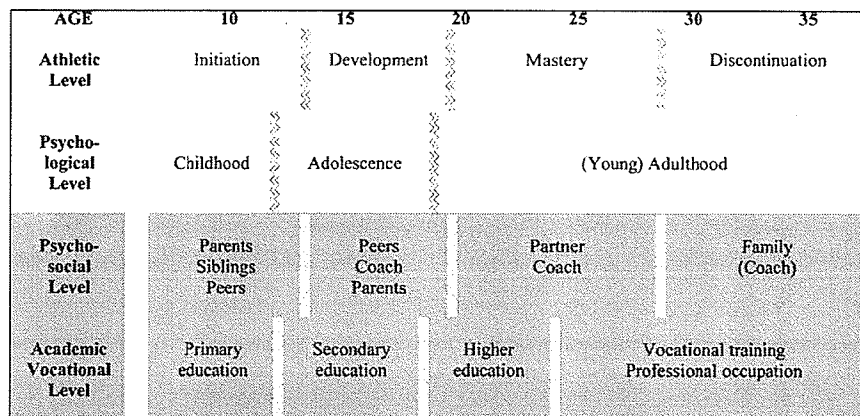 AGE 10 15 20 25 30 35
Athletic Level Initiation Development Mastery Discontinuation
Psycho-
logical
Level
Childhood Adolescence (Young) Adulthood
Psycho-
social
Level
Parents
Siblings
Peers
Peers
Coach
Parents
Partner
Coach
Family
(Coach)
Academic
Vocational
Level
Primary
education
Secondary
education
Higher
education
Vocational training
Professional occupation